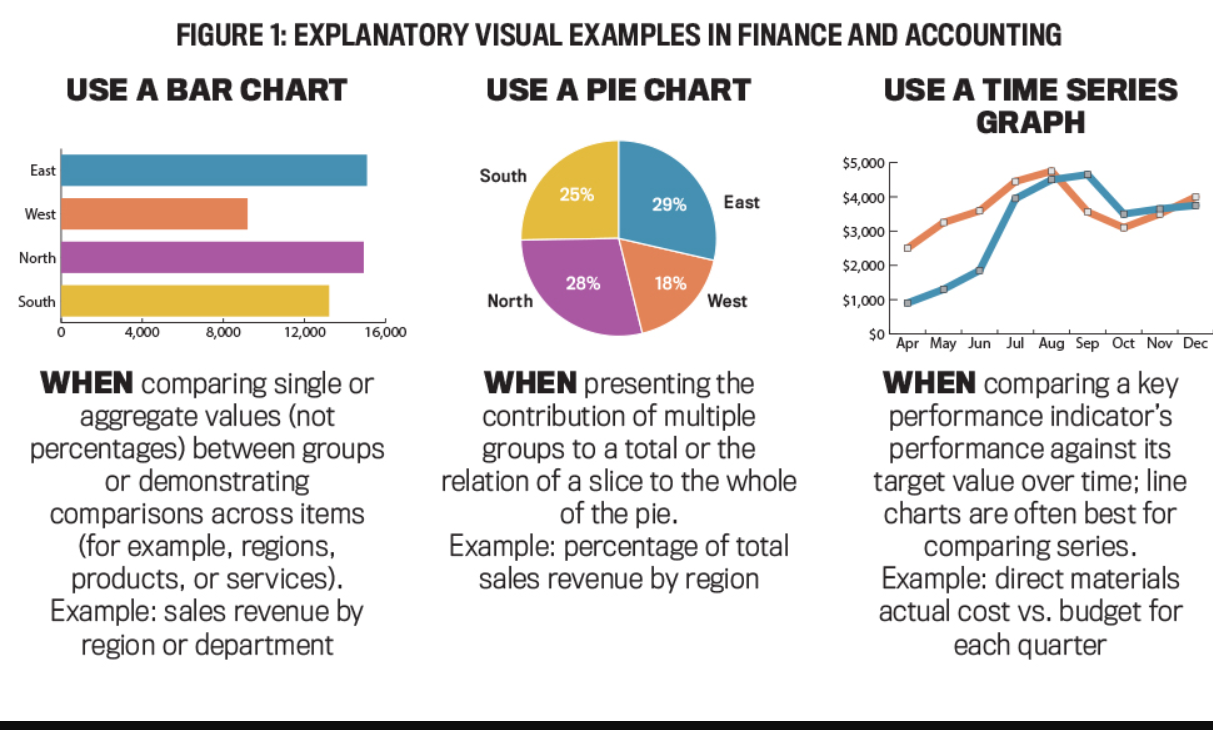 FIGURE 1: EXPLANATORY VISUAL EXAMPLES IN FINANCE AND ACCOUNTING
USE A BAR CHART
East
West
North
South
0 4,000 8,000 12,000 16,000
WHEN comparing single or
aggregate values (not
percentages) between groups
or demonstrating
comparisons across items
(for example, regions,
products, or services).
Example: sales revenue by
region or department
USE A PIE CHART
South
25%
29%
East
North
28%
18%
West
WHEN presenting the
contribution of multiple
groups to a total or the
relation of a slice to the whole
of the pie.
Example: percentage of total
sales revenue by region
USE A TIME SERIES
GRAPH
$5,000
$4,000
$3,000
$2,000
$1,000
$0
Apr May Jun Jul Aug Sep Oct Nov Dec
WHEN comparing a key
performance indicator’s
performance against its
target value over time; line
charts are often best for
comparing series.
Example: direct materials
actual cost vs. budget for
each quarter